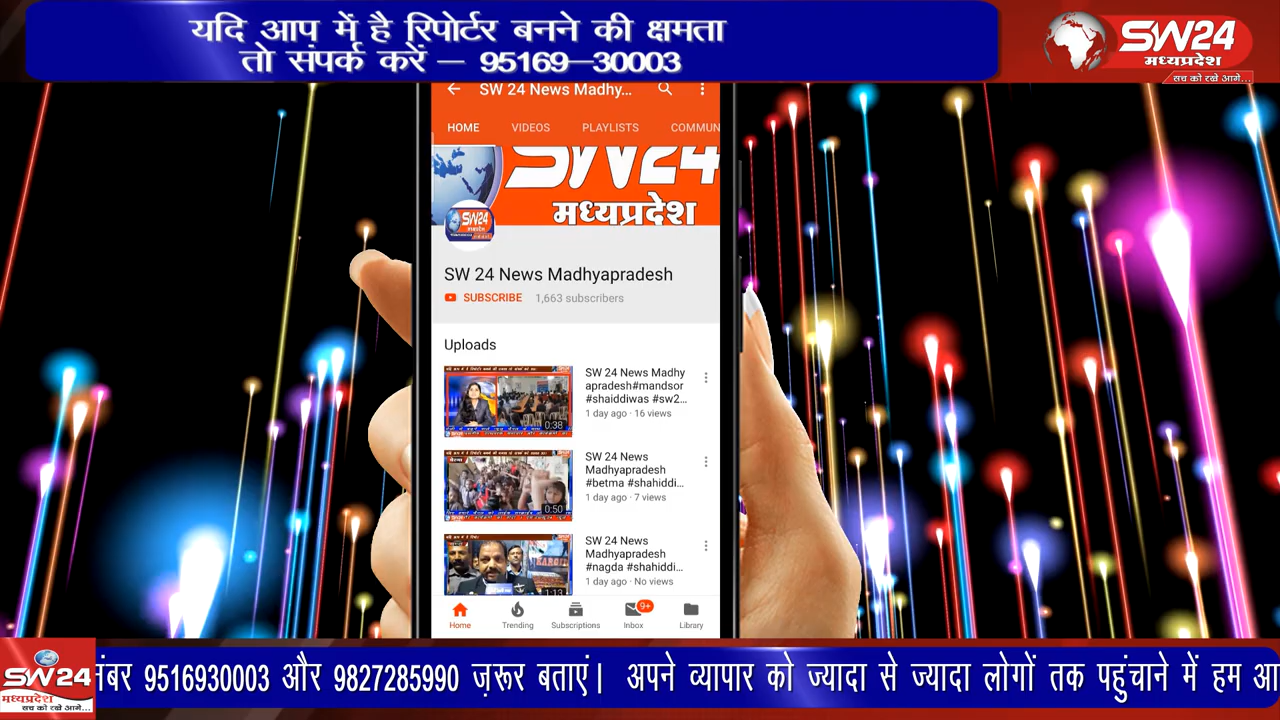 यदि आप में है रिपोर्टर बनने की क्षमता
तो संपर्क करें – 95169–30003
SW24
मध्यप्रदेश
सच को रखे आगे...
SW 24 News Madhy...
HOME VIDEOS PLAYLISTS COMMUN
SW24
मध्यप्रदेश
SW24
SW 24 News Madhyapradesh
SUBSCRIBE 1,663 subscribers
Uploads
SW 24 News Madhy
apradesh#mandsor
#shaiddiwas #sw2...
1 day ago · 16 views
0:38
SW 24 News
Madhyapradesh
#betma #shahiddi...
1 day ago · 7 views
0:50
SW 24 News
Madhyapradesh
#nagda #shahiddi...
1 day ago · No views
1:13
Home Trending Subscriptions Inbox Library
9+
SW24
मध्यप्रदेश
सच को रखे आगे...
नंबर 9516930003 और 9827285990 ज़रूर बताएं। अपने व्यापार को ज्यादा से ज्यादा लोगों तक पहुंचाने में हम आ